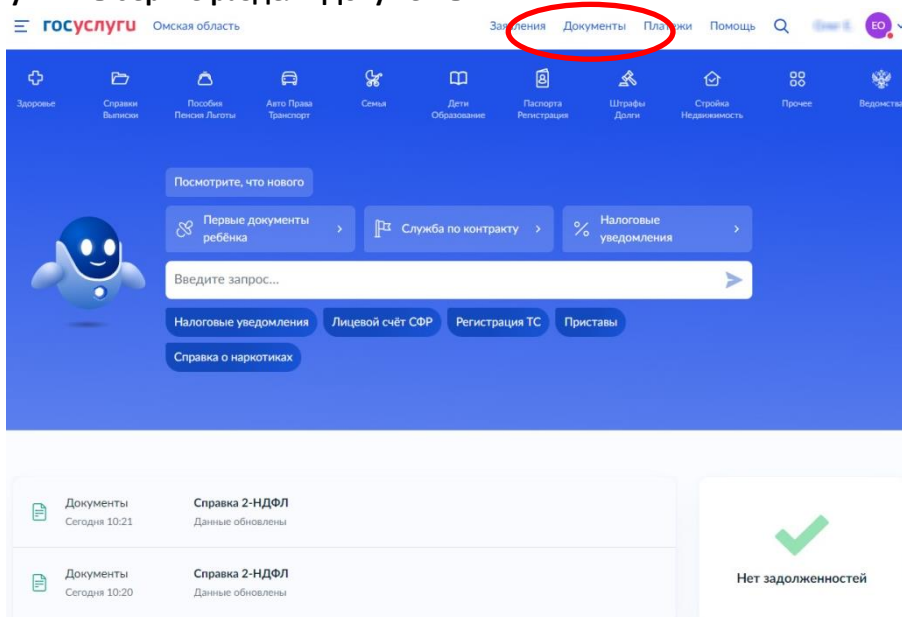 госуслуги Омская область Заявления Документы Платежи Помощь ЕО
Здоровье Справки Пособия Авто Права Семья Дети Паспорта Штрафы Стройка Прочее Ведомства
Выписки Пенсия Льготы Транспорт Образование Регистрация Долги Недвижимость
Посмотрите, что нового
Первые документы
ребёнка
Служба по контракту
Налоговые
уведомления
Введите запрос...
Налоговые уведомления Лицевой счёт СФР Регистрация ТС Приставы
Справка о наркотиках
Документы Справка 2-НДФЛ
Сегодня 10:21 Данные обновлены
Документы Справка 2-НДФЛ
Сегодня 10:20 Данные обновлены
Нет задолженностей